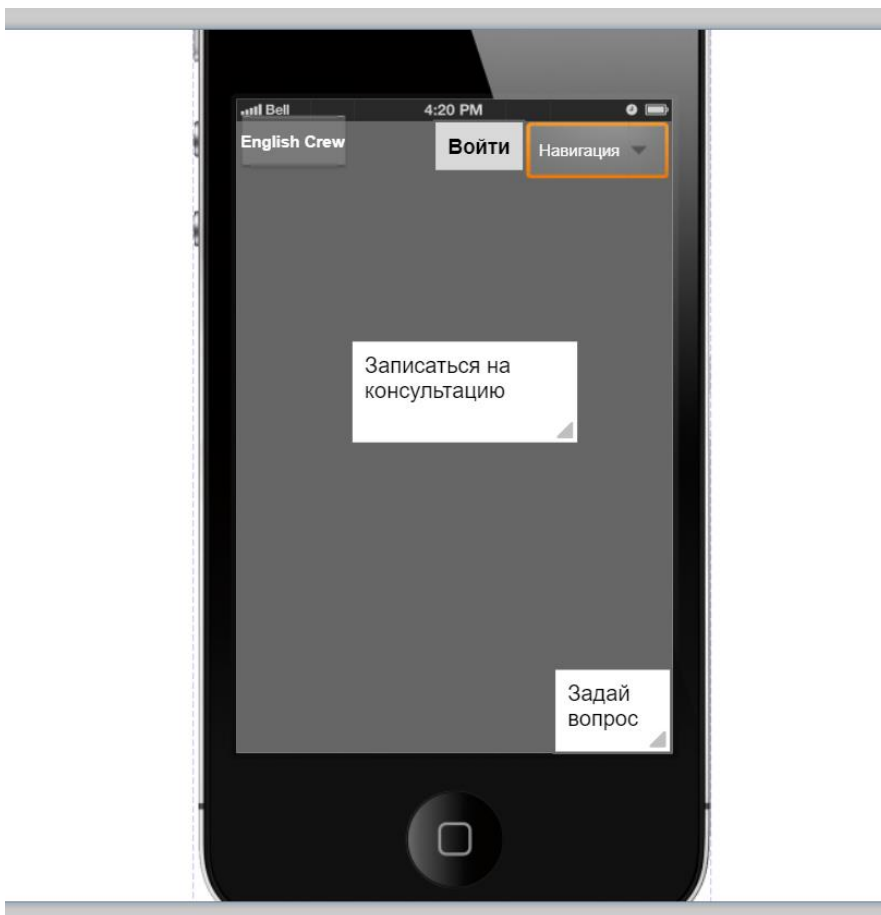 Bell 4:20 PM
English Crew Войти Навигация
Записаться на
консультацию
Задай
вопрос